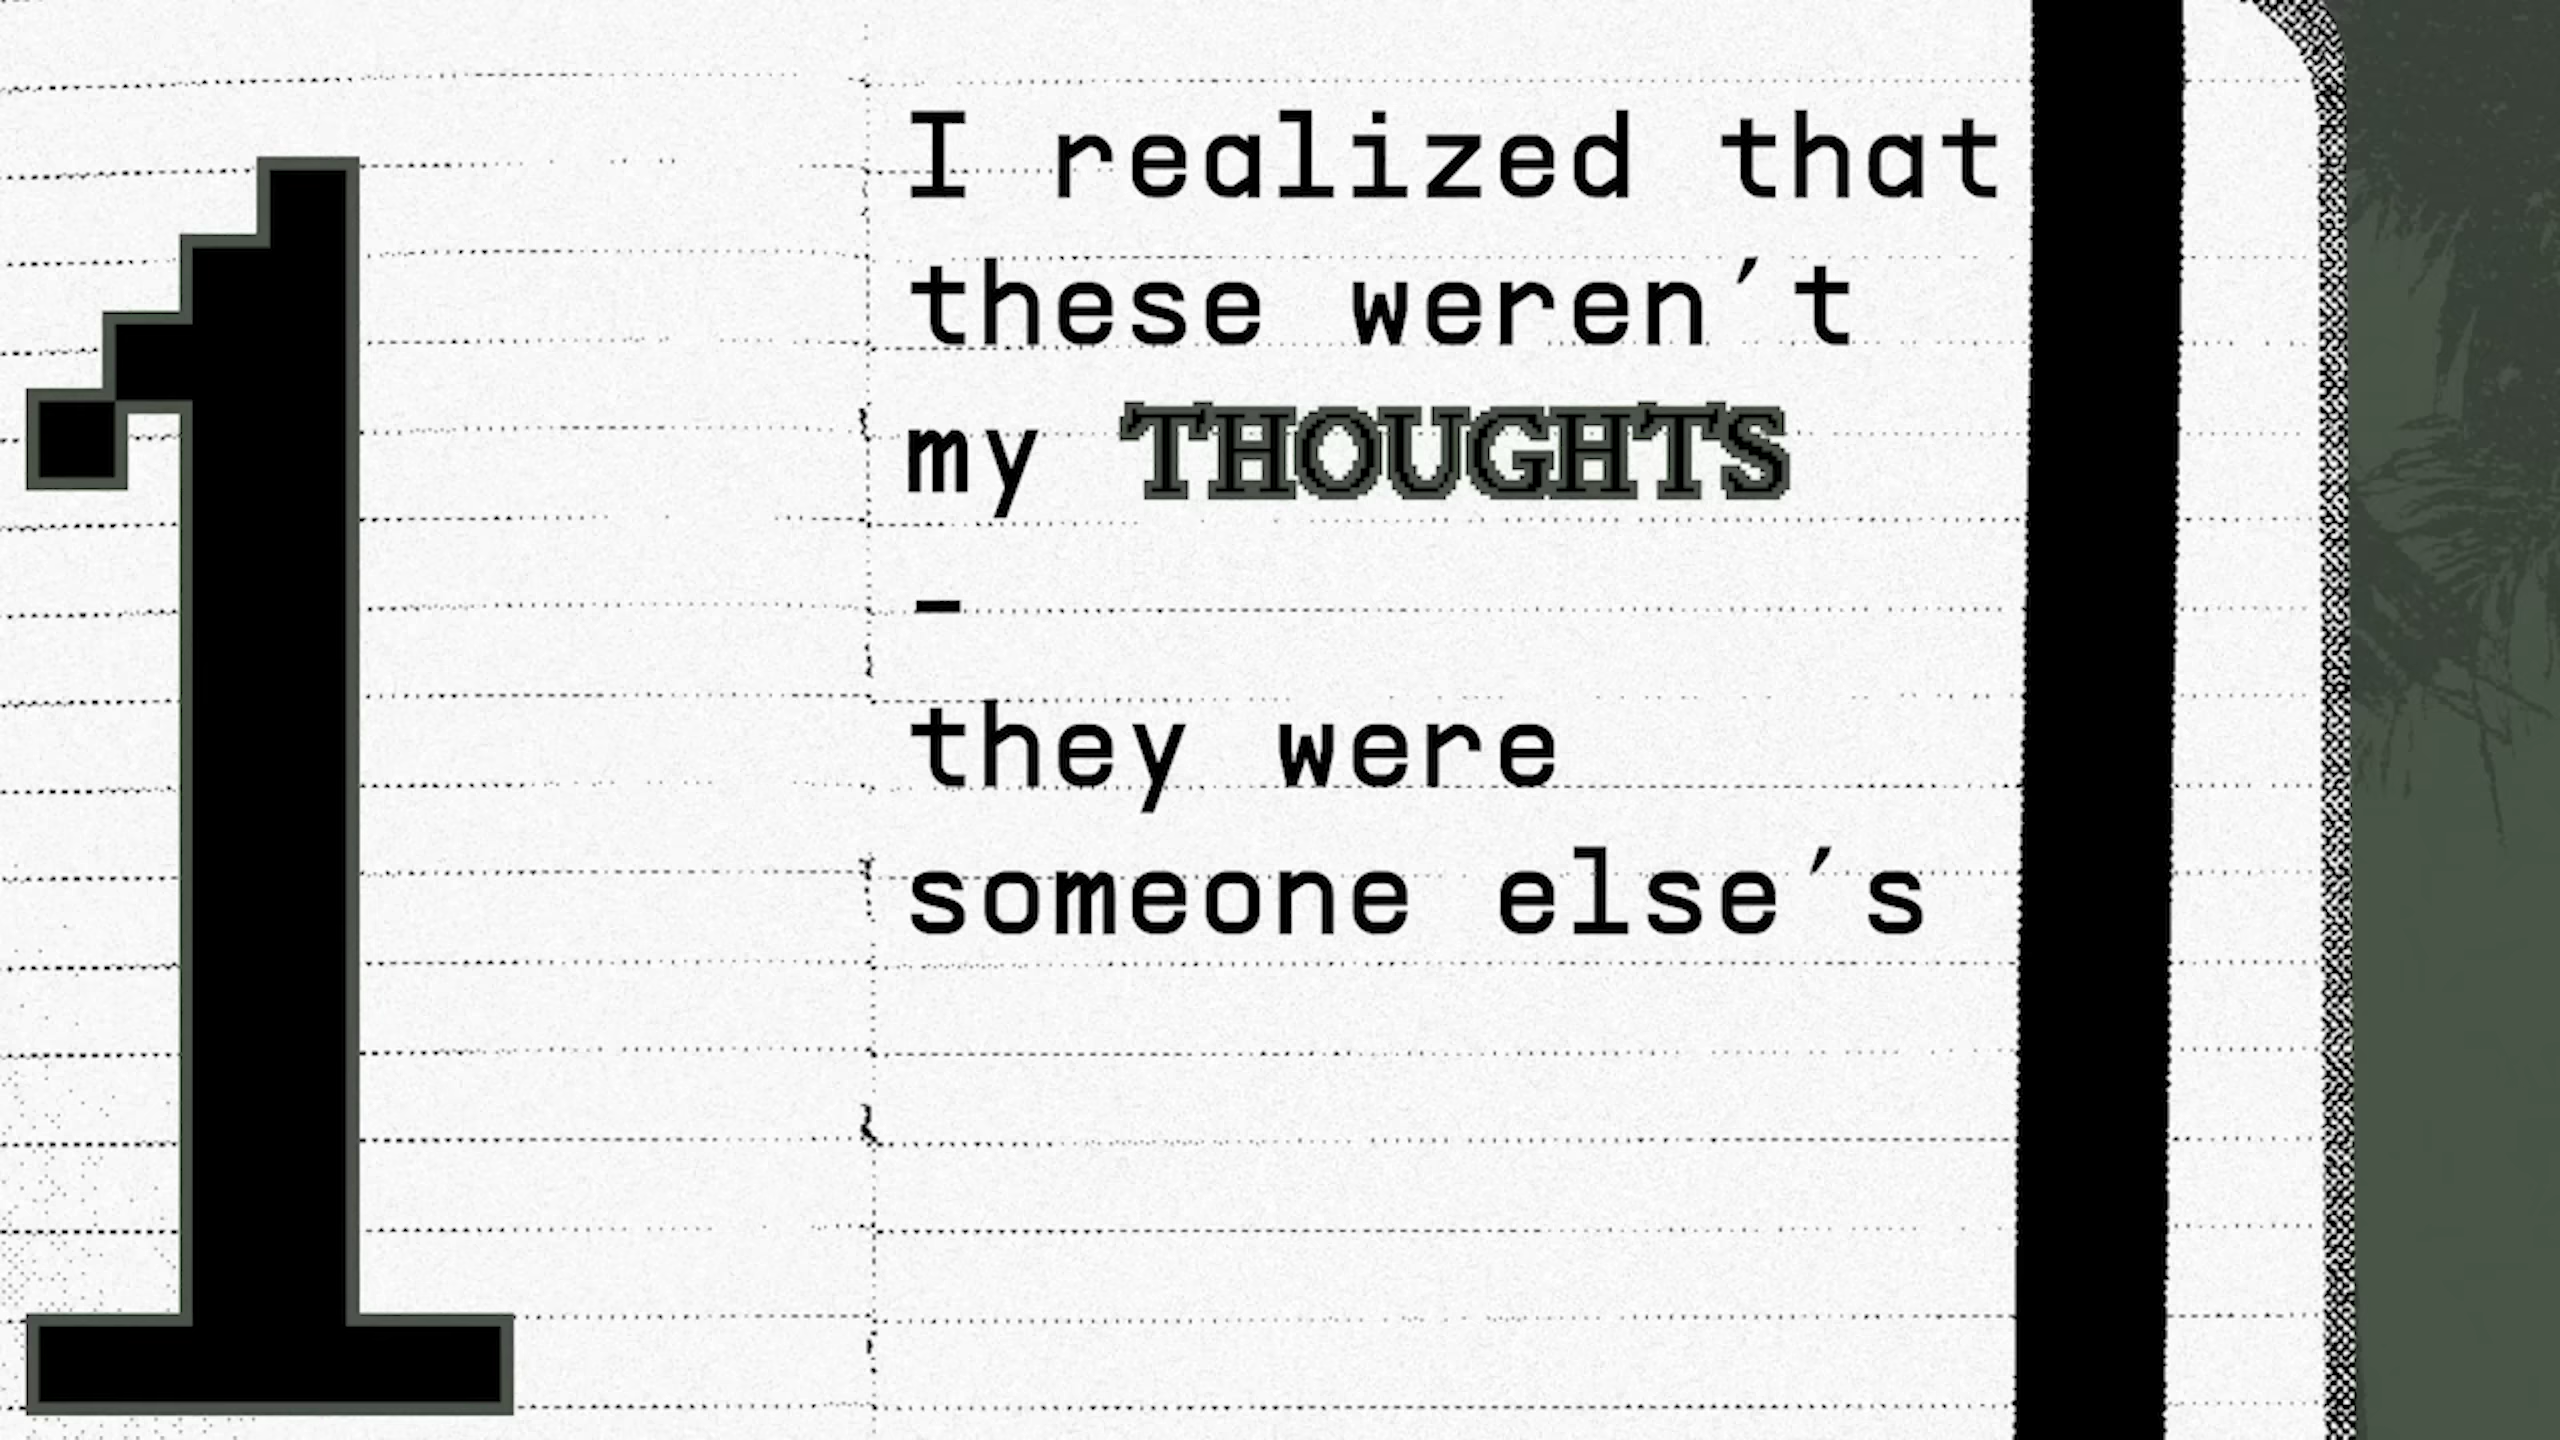 1
I realized that
these weren't
my THOUGHTS
-
they were
someone else's